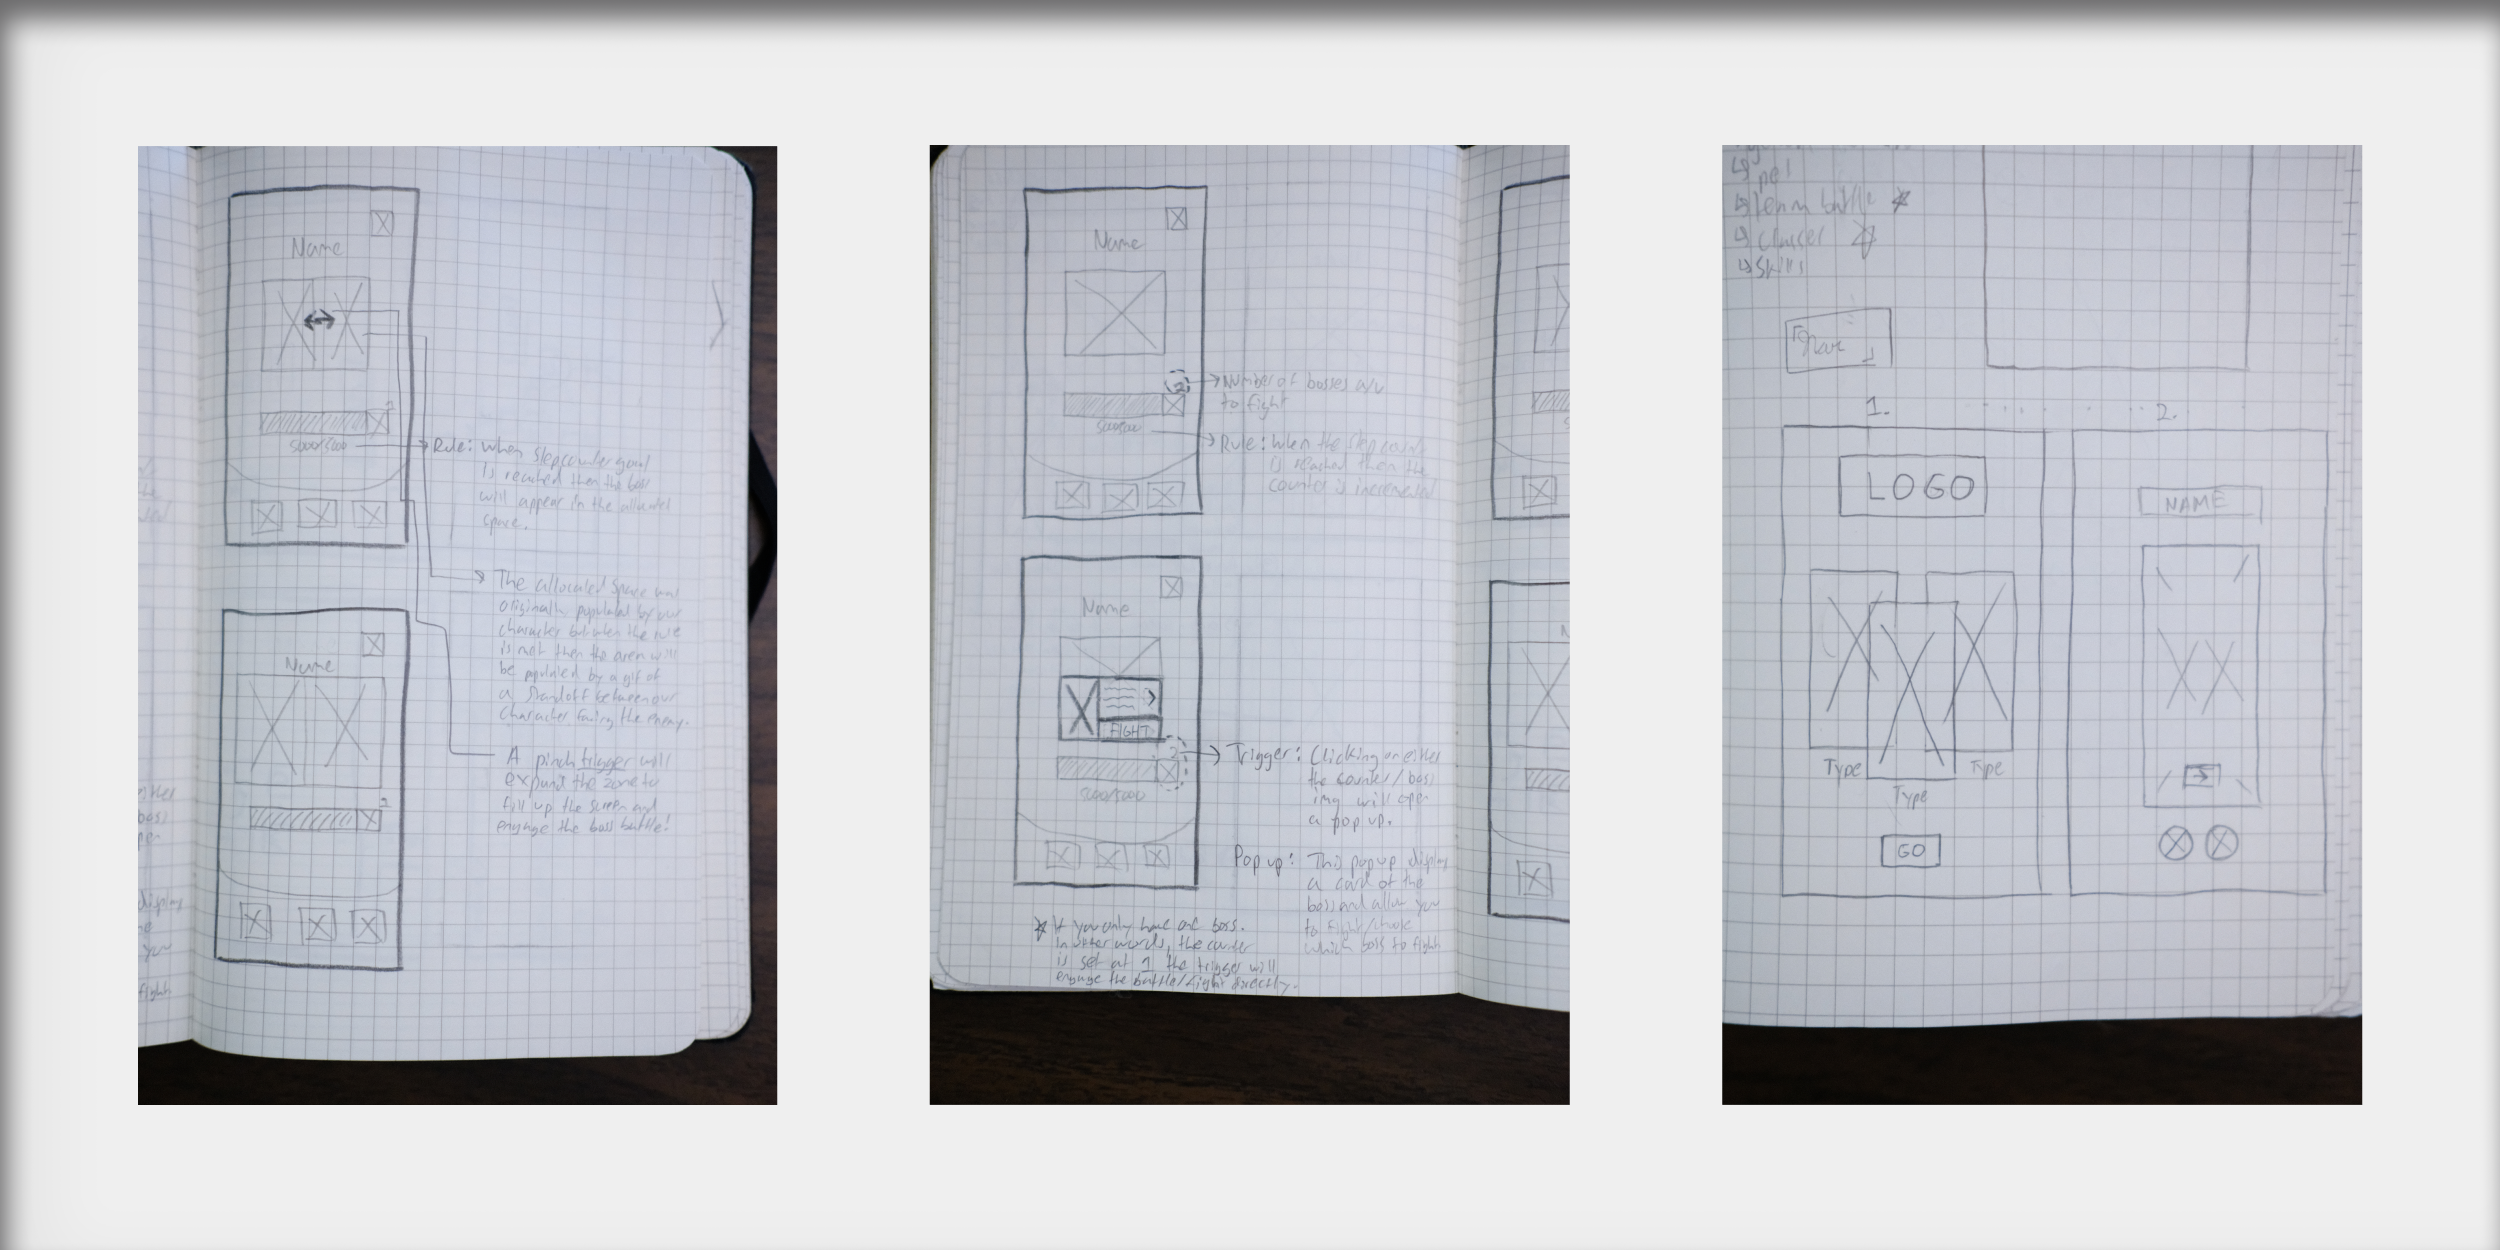 Name
5000/5000
2
Rule: When stepcounter goal
is reached then the boss
will appear in the allocated
space.
The allocated space was
originally populated by our
character but when the rule
is met then the area will
be populated by a gif of
a standoff between our
character facing the enemy.
Name
2
A pinch trigger will
expand the zone to
fill up the screen and
engage the boss battle!
fight
Name
2
Number of bosses
to fight
5000/5000
Rule: When the step count
is reached then the
counter is incremented
Name
FIGHT
2
5000/5000
Trigger: Clicking on either
the counter/boss
img will open
a pop up.
Pop up: This popup display
a card of the
boss and allow you
to fight/choose
which boss to fight
* If you only have one boss.
In other words, the counter
is set at 1 the trigger will
engage the battle/fight directly.
team battle *
Skills
1.
LOGO
Type
Type
Type
GO
2.
NAME